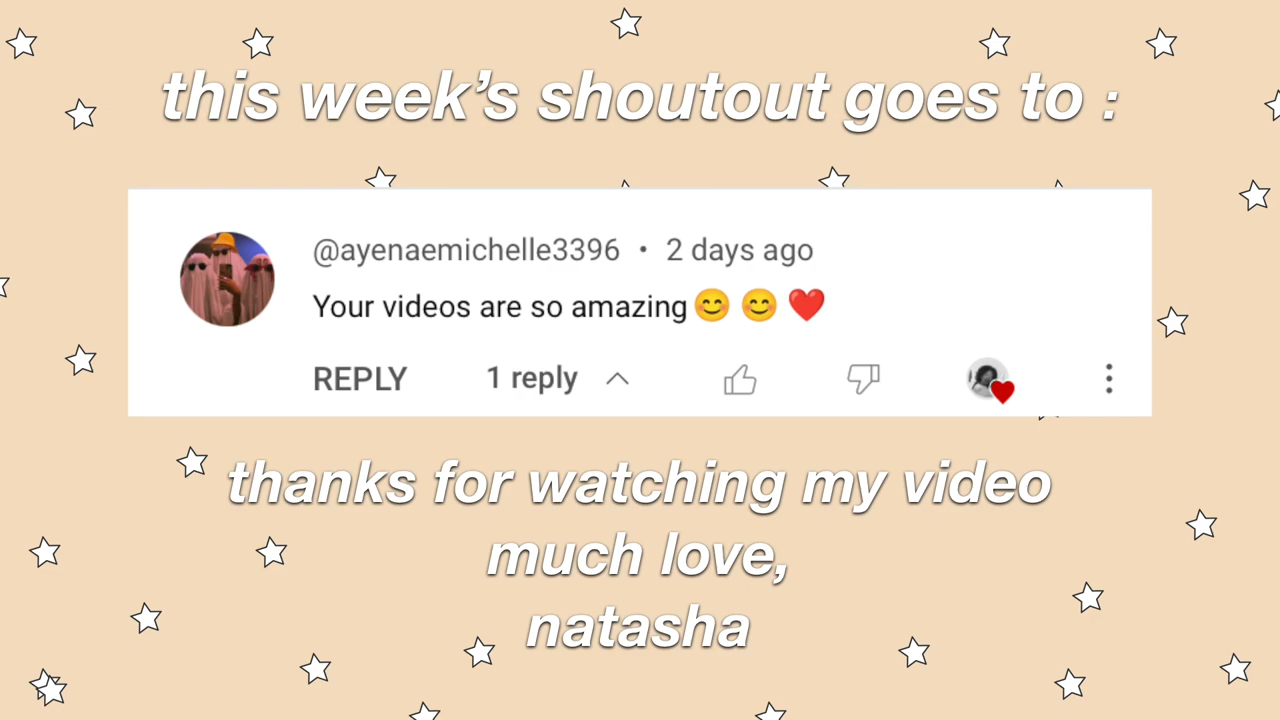 this week's shoutout goes to :
@ayenaemichelle3396 • 2 days ago
Your videos are so amazing😊 😊 ❤️
REPLY 1 reply
thanks for watching my video
much love,
natasha